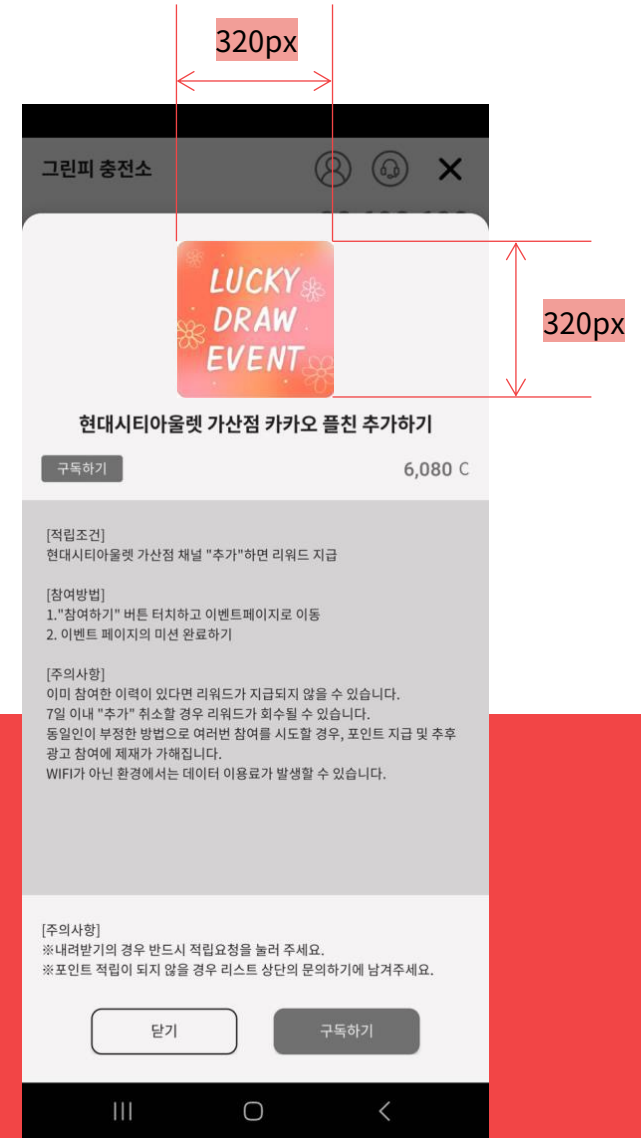 320px
그린피 충전소
LUCKY
DRAW
EVENT
320px
현대시티아울렛 가산점 카카오 플친 추가하기
구독하기
6,080 C
[적립조건]
현대시티아울렛 가산점 채널 "추가"하면 리워드 지급
[참여방법]
1."참여하기" 버튼 터치하고 이벤트페이지로 이동
2. 이벤트 페이지의 미션 완료하기
[주의사항]
이미 참여한 이력이 있다면 리워드가 지급되지 않을 수 있습니다.
7일 이내 "추가" 취소할 경우 리워드가 회수될 수 있습니다.
동일인이 부정한 방법으로 여러번 참여를 시도할 경우, 포인트 지급 및 추후
광고 참여에 제재가 가해집니다.
WIFI가 아닌 환경에서는 데이터 이용료가 발생할 수 있습니다.
[주의사항]
※내려받기의 경우 반드시 적립요청을 눌러 주세요.
※포인트 적립이 되지 않을 경우 리스트 상단의 문의하기에 남겨주세요.
닫기
구독하기